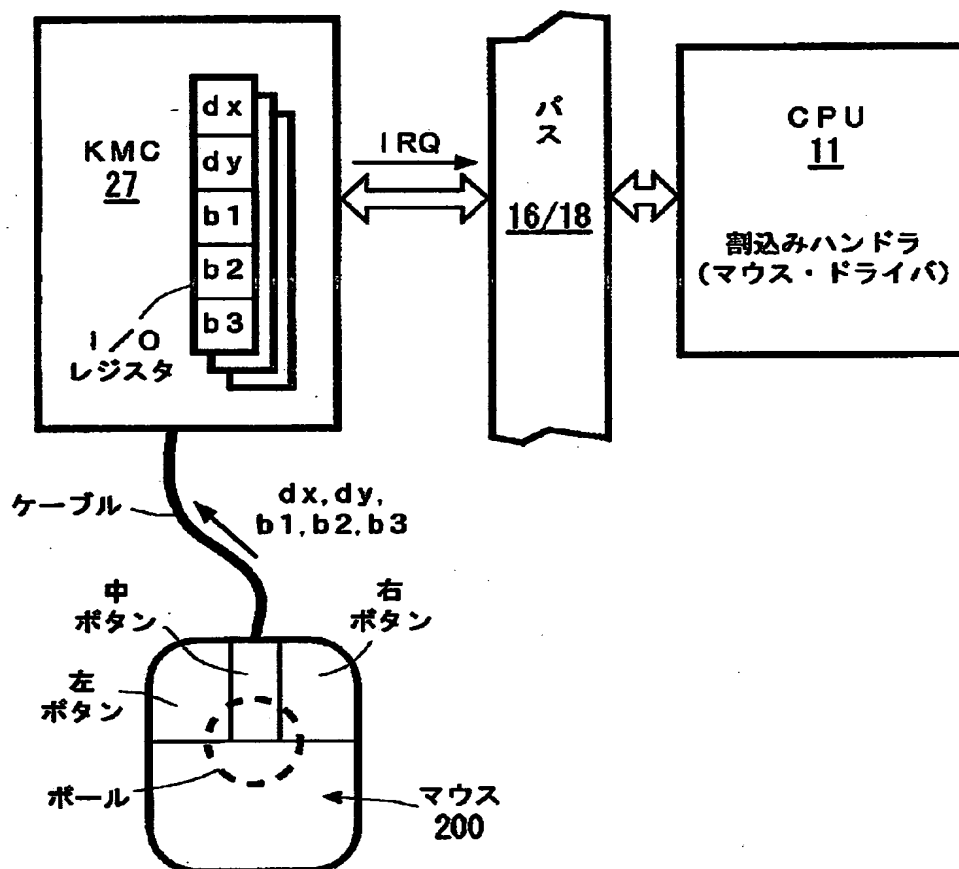 KMC
27
dx
dy
b1
b2
b3
I/O
レジスタ
IRQ
バ
ス
16/18
CPU
11
割込みハンドラ
(マウス・ドライバ)
ケーブル
dx,dy,
b1,b2,b3
中
ボタン
右
ボタン
左
ボタン
ボール
マウス
200